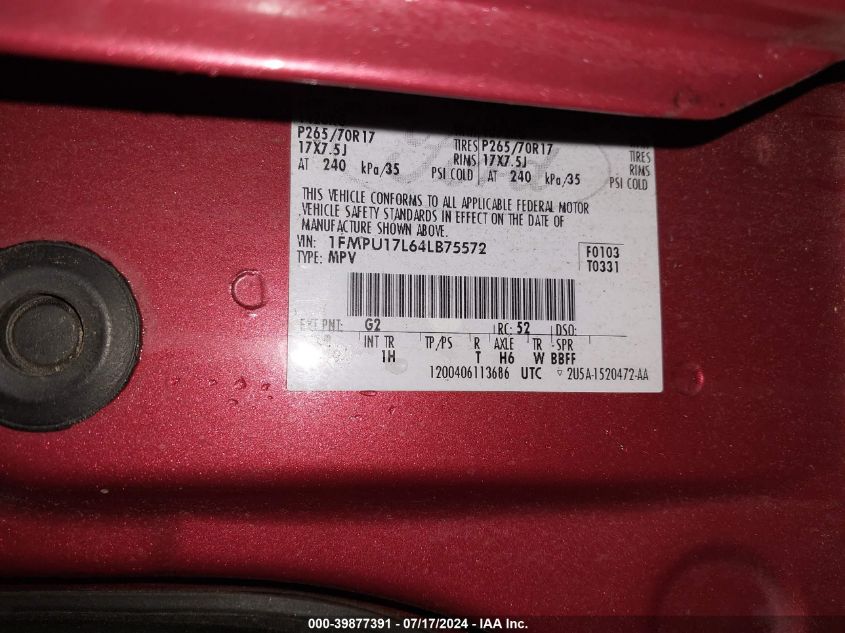 P265/70R17 TIRES P265/70R17 TIRES
17X7.5J RIMS 17X7.5J RIMS
AT 240 kPa/35 PSI COLD AT 240 kPa/35 PSI COLD
THIS VEHICLE CONFORMS TO ALL APPLICABLE FEDERAL MOTOR
VEHICLE SAFETY STANDARDS IN EFFECT ON THE DATE OF
MANUFACTURE SHOWN ABOVE.
VIN: 1FMPU17L64LB75572 F0103
TYPE: MPV T0331
EXT PNT: G2 RC: 52 DSO:
INT TR TP/PS R AXLE TR SPR
1H T H6 W BBFF
1200406113686 UTC ▿ 2U5A-1520472-AA
000-39877391 - 07/17/2024 - IAA Inc.